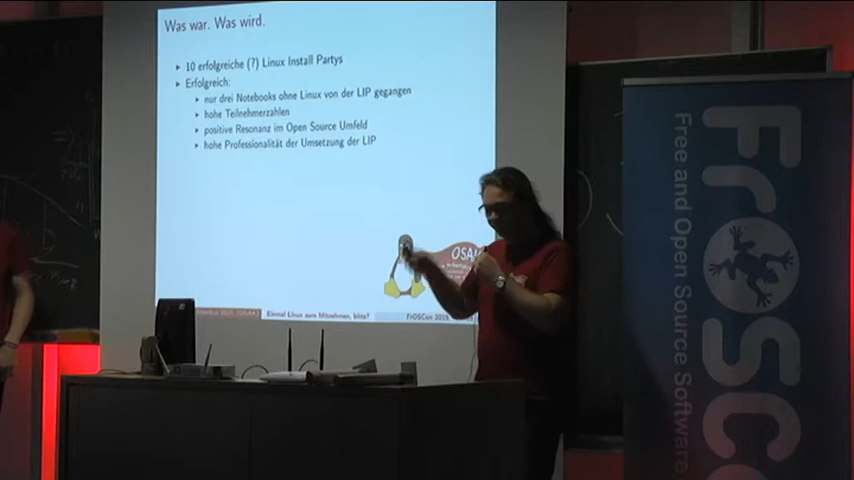 Was war. Was wird.
10 erfolgreiche (?) Linux Install Partys
Erfolgreich:
nur drei Notebooks ohne Linux von der LIP gegangen
hohe Teilnehmerzahlen
positive Resonanz im Open Source Umfeld
hohe Professionalität der Umsetzung der LIP
Einmal Linux zum Mitnehmen, bitte?
FrOSCon 2019
Free and Open Source Software
FrOSCo